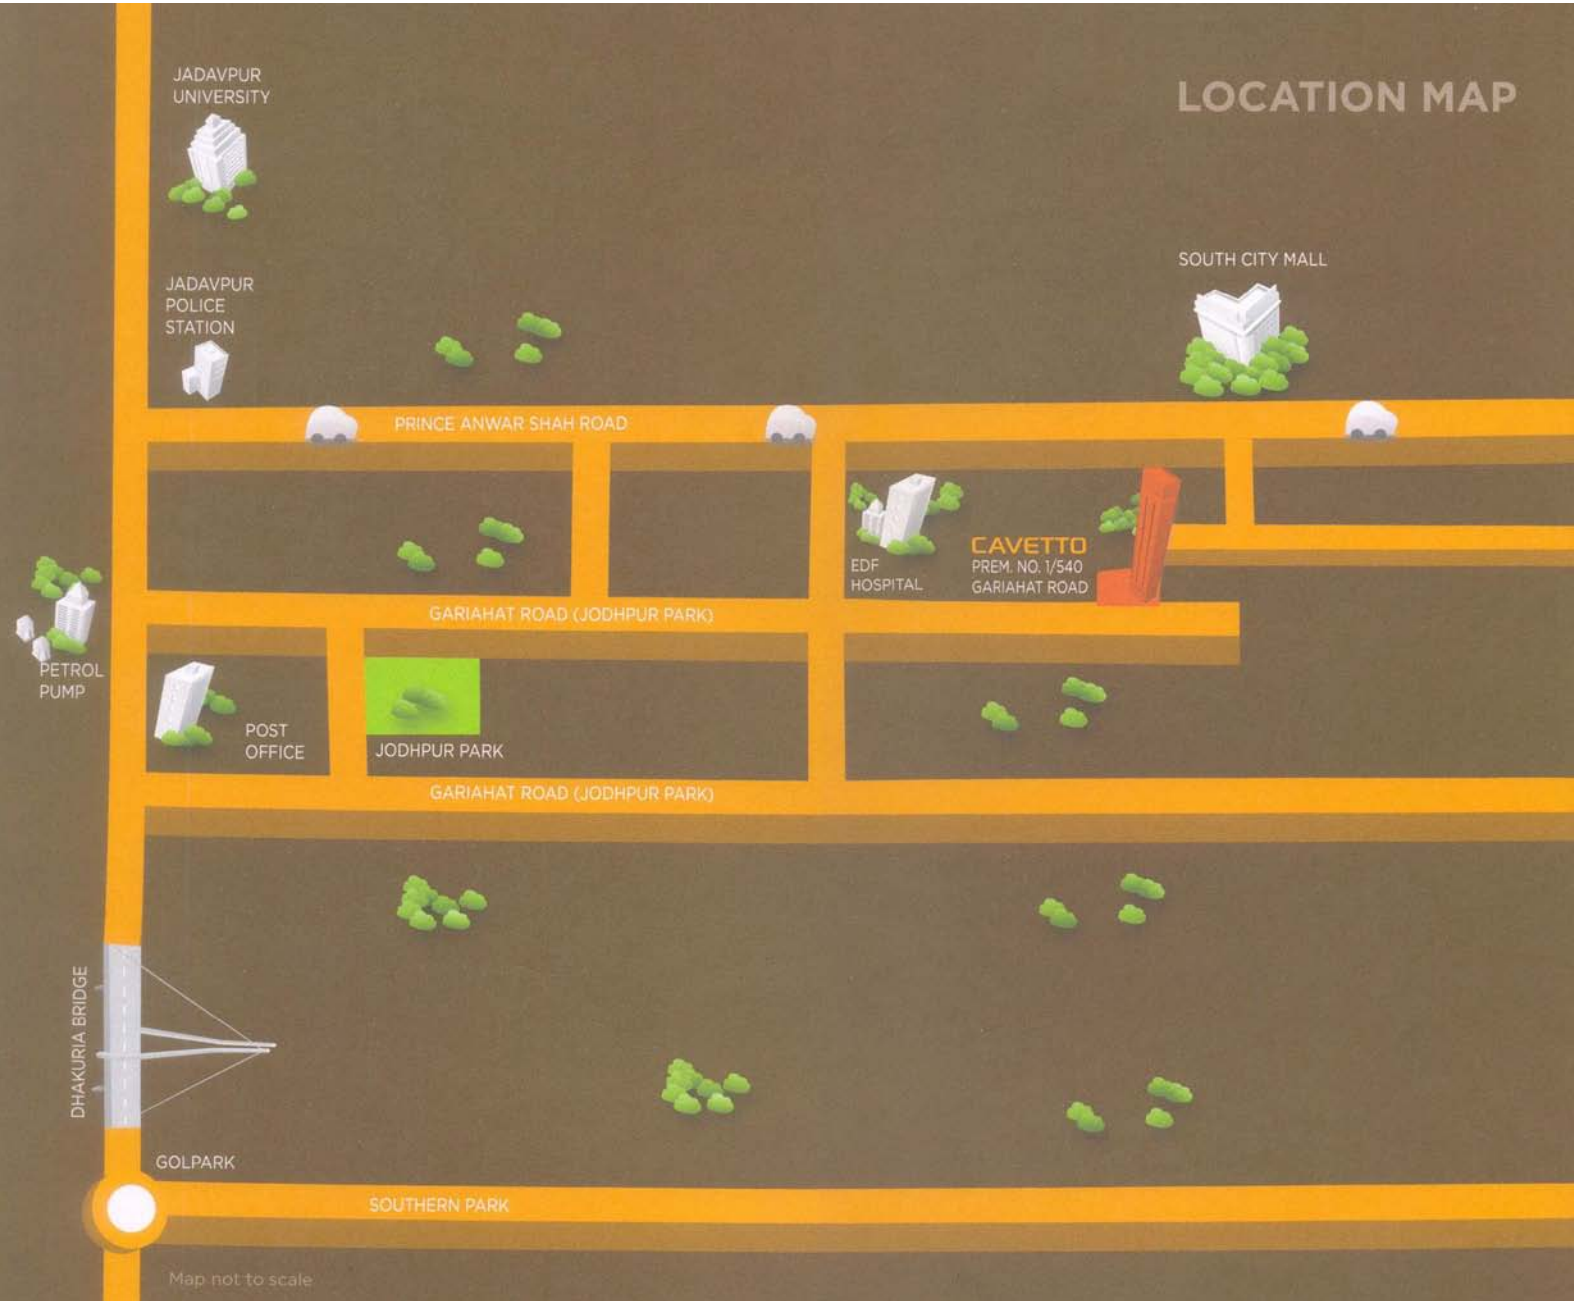 JADAVPUR
UNIVERSITY
LOCATION MAP
SOUTH CITY MALL
JADAVPUR
POLICE
STATION
PRINCE ANWAR SHAH ROAD
CAVETTO
PREM. NO. 1/540
GARIAHAT ROAD
EDF
HOSPITAL
GARIAHAT ROAD (JODHPUR PARK)
PETROL
PUMP
POST
OFFICE
JODHPUR PARK
GARIAHAT ROAD (JODHPUR PARK)
DHAKURIA BRIDGE
GOLPARK
SOUTHERN PARK
Map not to scale